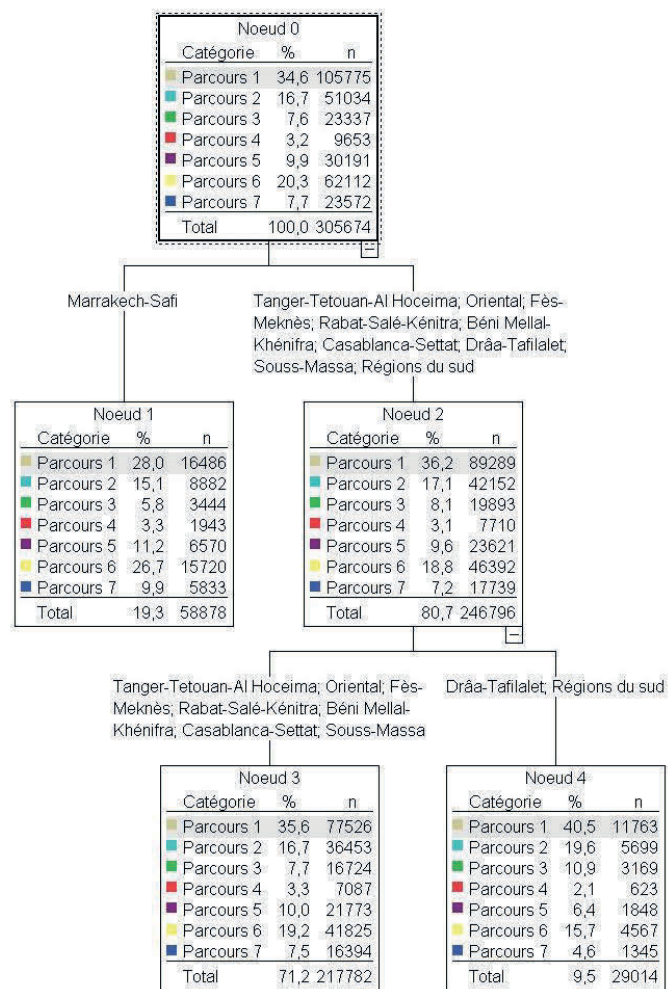 Noeud 0
Catégorie % n
Parcours 1 34,6 105775
Parcours 2 16,7 51034
Parcours 3 7,6 23337
Parcours 4 3,2 9653
Parcours 5 9,9 30191
Parcours 6 20,3 62112
Parcours 7 7,7 23572
Total 100,0 305674
Marrakech-Safi
Tanger-Tetouan-Al Hoceima; Oriental; Fès-
Meknès; Rabat-Salé-Kénitra; Béni Mellal-
Khénifra; Casablanca-Settat; Drâa-Tafilalet;
Souss-Massa; Régions du sud
Noeud 1
Catégorie % n
Parcours 1 28,0 16486
Parcours 2 15,1 8882
Parcours 3 5,8 3444
Parcours 4 3,3 1943
Parcours 5 11,2 6570
Parcours 6 26,7 15720
Parcours 7 9,9 5833
Total 19,3 58878
Noeud 2
Catégorie % n
Parcours 1 36,2 89289
Parcours 2 17,1 42152
Parcours 3 8,1 19893
Parcours 4 3,1 7710
Parcours 5 9,6 23621
Parcours 6 18,8 46392
Parcours 7 7,2 17739
Total 80,7 246796
Tanger-Tetouan-Al Hoceima; Oriental; Fès-
Meknès; Rabat-Salé-Kénitra; Béni Mellal-
Khénifra; Casablanca-Settat; Souss-Massa
Drâa-Tafilalet; Régions du sud
Noeud 3
Catégorie % n
Parcours 1 35,6 77526
Parcours 2 16,7 36453
Parcours 3 7,7 16724
Parcours 4 3,3 7087
Parcours 5 10,0 21773
Parcours 6 19,2 41825
Parcours 7 7,5 16394
Total 71,2 217782
Noeud 4
Catégorie % n
Parcours 1 40,5 11763
Parcours 2 19,6 5699
Parcours 3 10,9 3169
Parcours 4 2,1 623
Parcours 5 6,4 1848
Parcours 6 15,7 4567
Parcours 7 4,6 1345
Total 9,5 29014